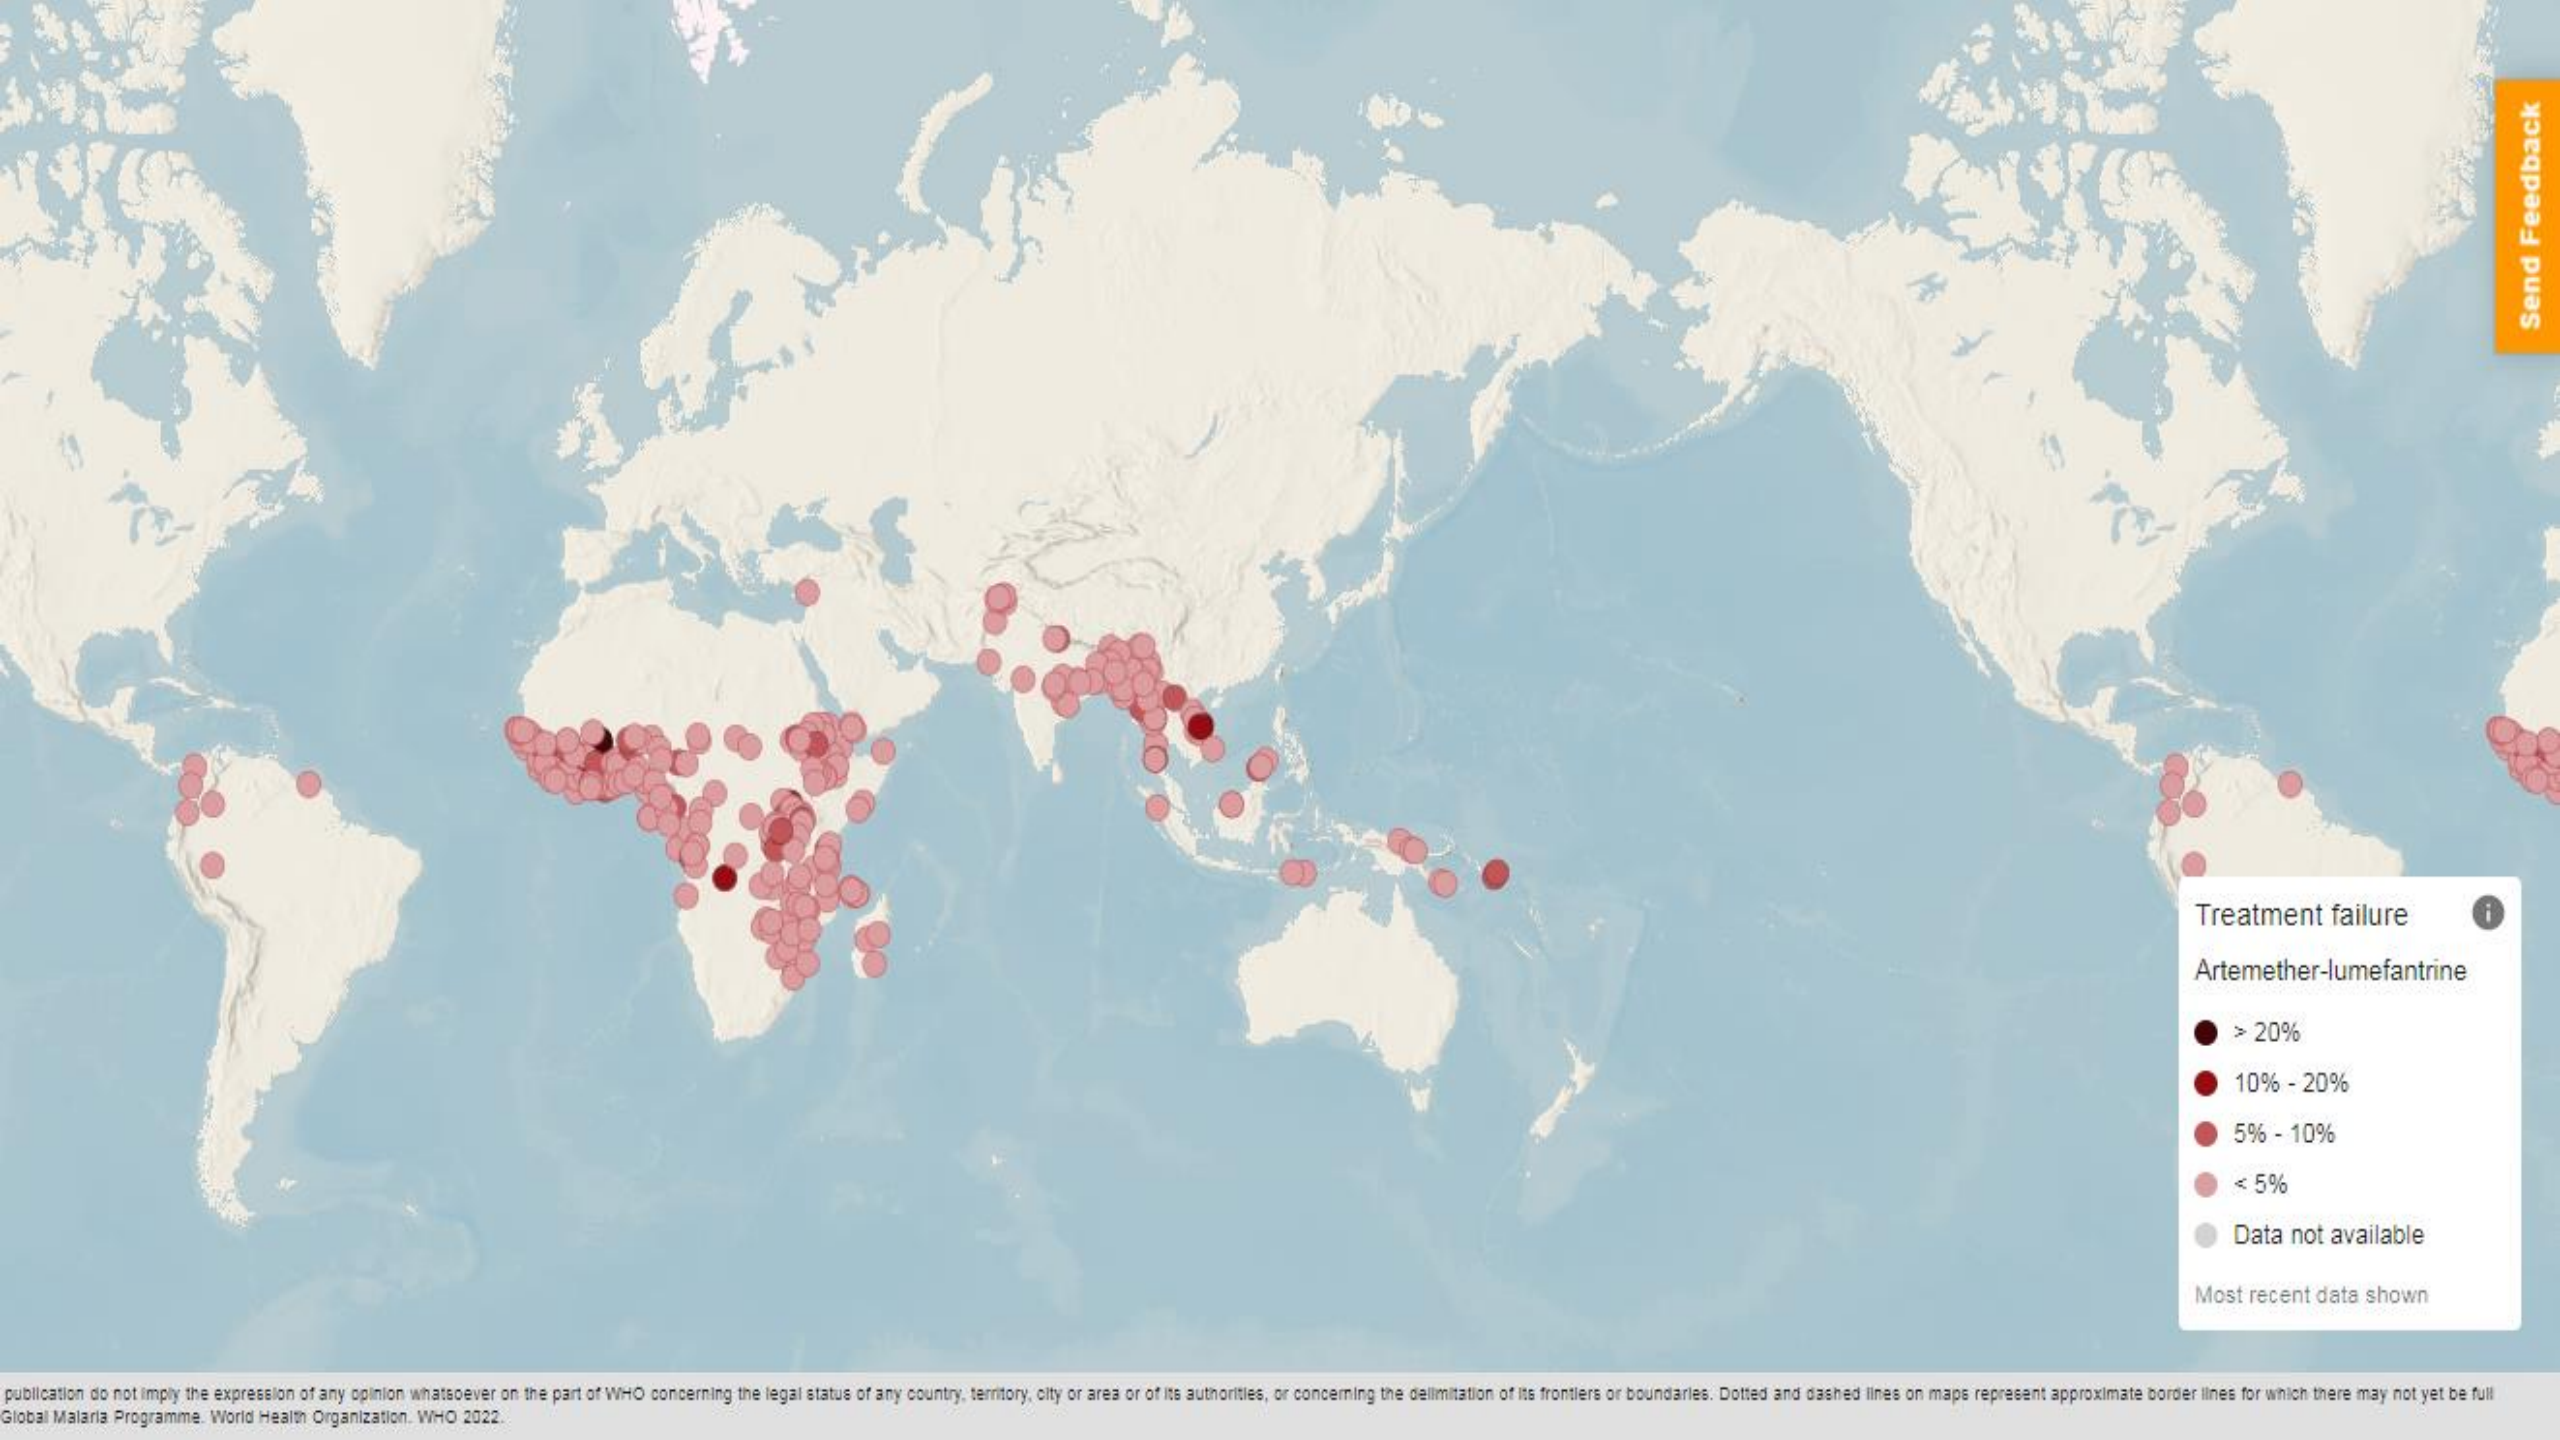 Send Feedback
Treatment failure
i
Artemether-lumefantrine
> 20%
10% - 20%
5% - 10%
< 5%
Data not available
Most recent data shown
publication do not imply the expression of any opinion whatsoever on the part of WHO concerning the legal status of any country, territory, city or area or of its authorities, or concerning the delimitation of its frontiers or boundaries. Dotted and dashed lines on maps represent approximate border lines for which there may not yet be full
Global Malaria Programme. World Health Organization. WHO 2022.